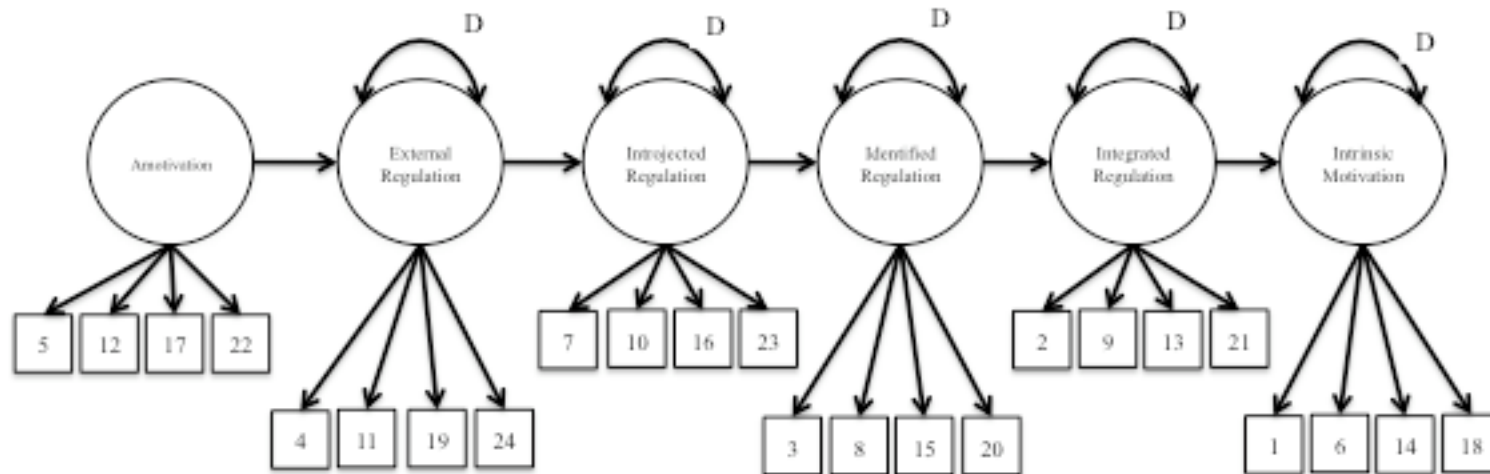 D
D
D
D
D
Amotivation
External
Regulation
Introjected
Regulation
Identified
Regulation
Integrated
Regulation
Intrinsic
Motivation
5
12
17
22
7
10
16
23
2
9
13
21
4
11
19
24
3
8
15
20
1
6
14
18